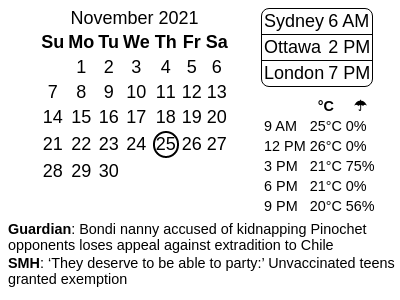 November 2021
Su Mo Tu We Th Fr Sa
1 2 3 4 5 6
7 8 9 10 11 12 13
14 15 16 17 18 19 20
21 22 23 24 25 26 27
28 29 30
Sydney 6 AM
Ottawa 2 PM
London 7 PM
°C ☂
9 AM 25°C 0%
12 PM 26°C 0%
3 PM 21°C 75%
6 PM 21°C 0%
9 PM 20°C 56%
Guardian: Bondi nanny accused of kidnapping Pinochet
opponents loses appeal against extradition to Chile
SMH: ‘They deserve to be able to party:’ Unvaccinated teens
granted exemption